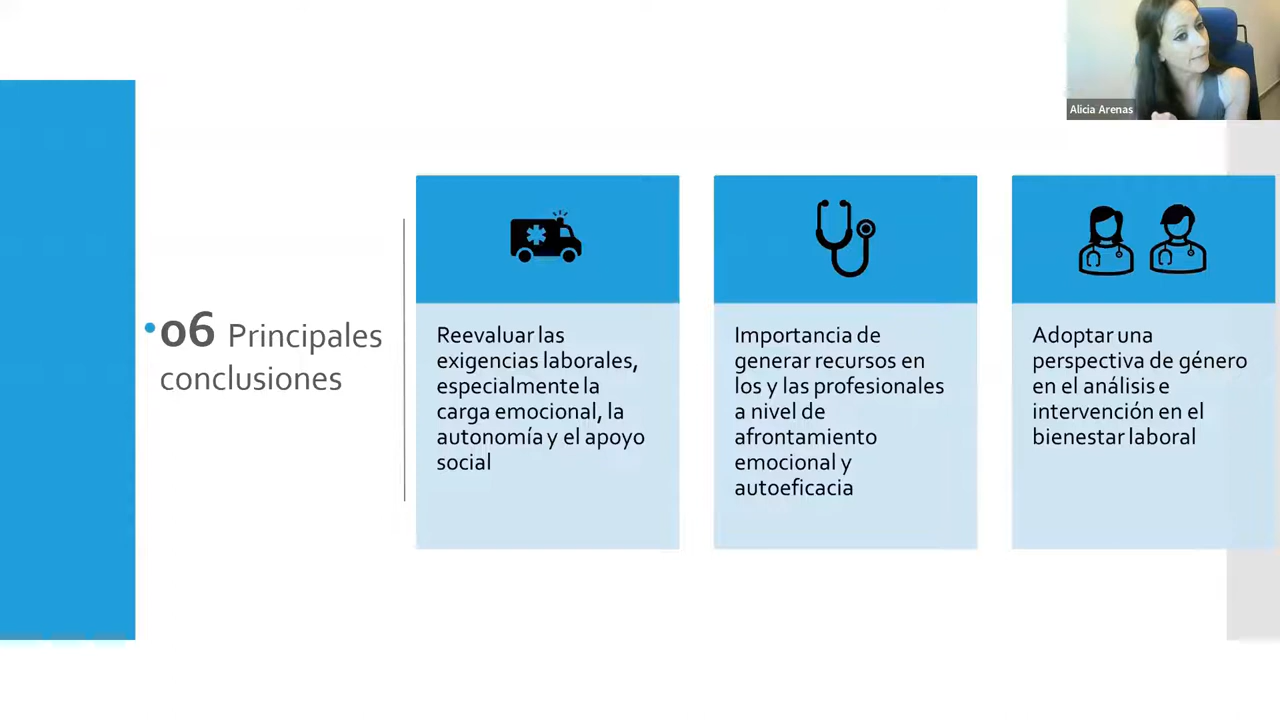 Alicia Arenas
•06 Principales
conclusiones
Reevaluar las
exigencias laborales,
especialmente la
carga emocional, la
autonomía y el apoyo
social
Importancia de
generar recursos en
los y las profesionales
a nivel de
afrontamiento
emocional y
autoeficacia
Adoptar una
perspectiva de género
en el análisis e
intervención en el
bienestar laboral